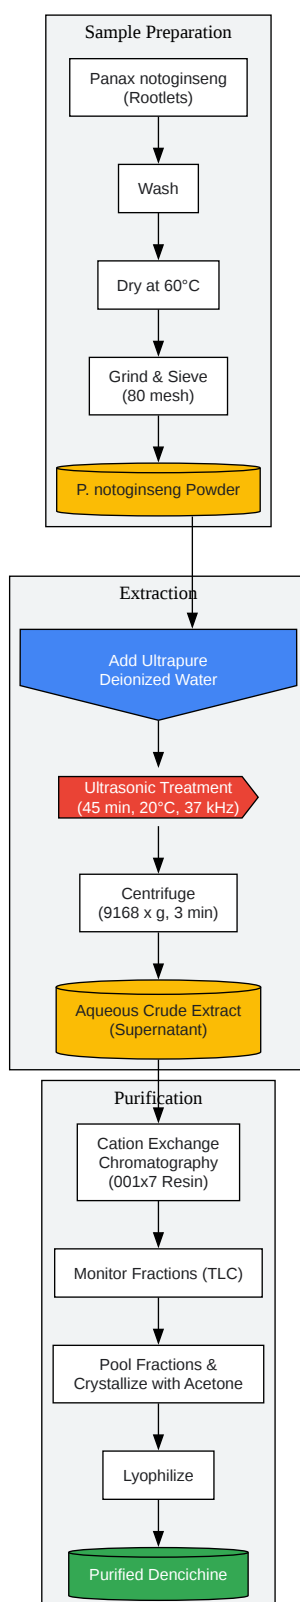 Sample Preparation
Panax notoginseng
(Rootlets)
Wash
Dry at 60°C
Grind & Sieve
(80 mesh)
P. notoginseng Powder
Extraction
Add Ultrapure
Deionized Water
Ultrasonic Treatment
(45 min, 20°C, 37 kHz)
Centrifuge
(9168 x g, 3 min)
Aqueous Crude Extract
(Supernatant)
Purification
Cation Exchange
Chromatography
(001x7 Resin)
Monitor Fractions (TLC)
Pool Fractions &
Crystallize with Acetone
Lyophilize
Purified Dencichine